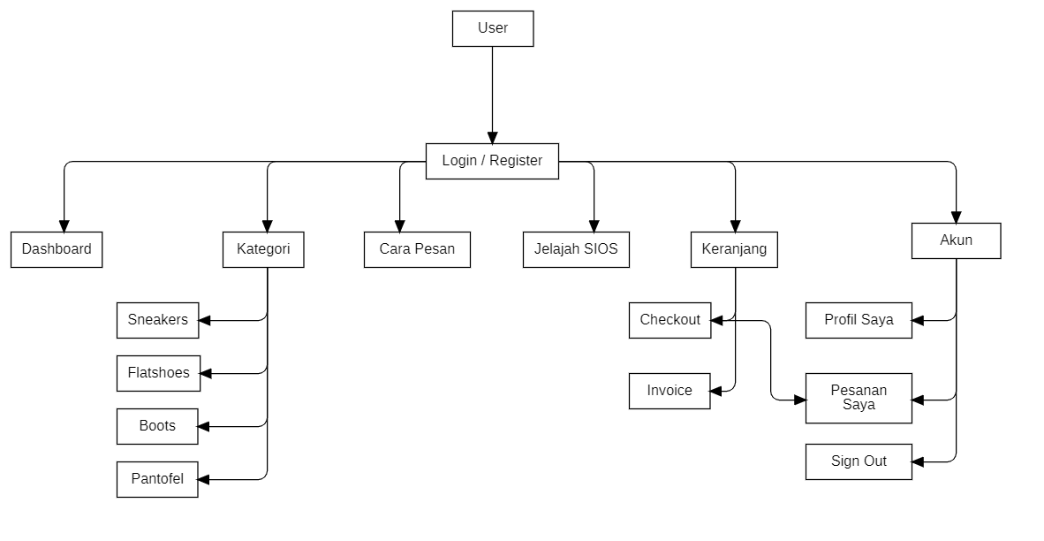 User
Login / Register
Dashboard
Kategori
Cara Pesan
Jelajah SIOS
Keranjang
Akun
Sneakers
Flatshoes
Boots
Pantofel
Checkout
Invoice
Profil Saya
Pesanan
Saya
Sign Out